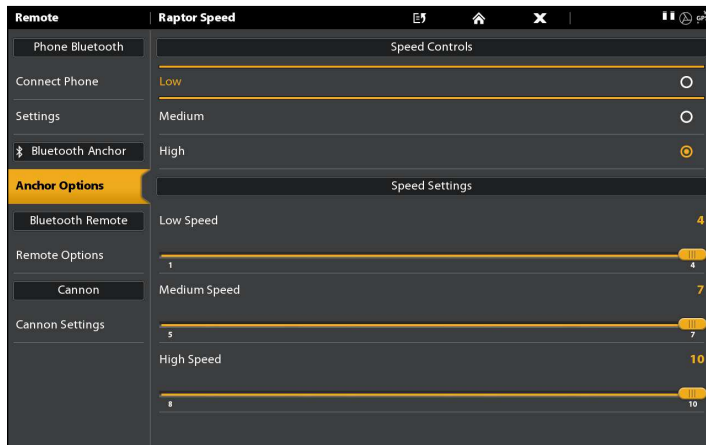 Remote
Raptor Speed
X
Phone Bluetooth
Connect Phone
Settings
Bluetooth Anchor
Anchor Options
Bluetooth Remote
Remote Options
Cannon
Cannon Settings
Speed Controls
Low
Medium
High
Speed Settings
Low Speed 4
1 4
Medium Speed 7
5 7
High Speed 10
8 10